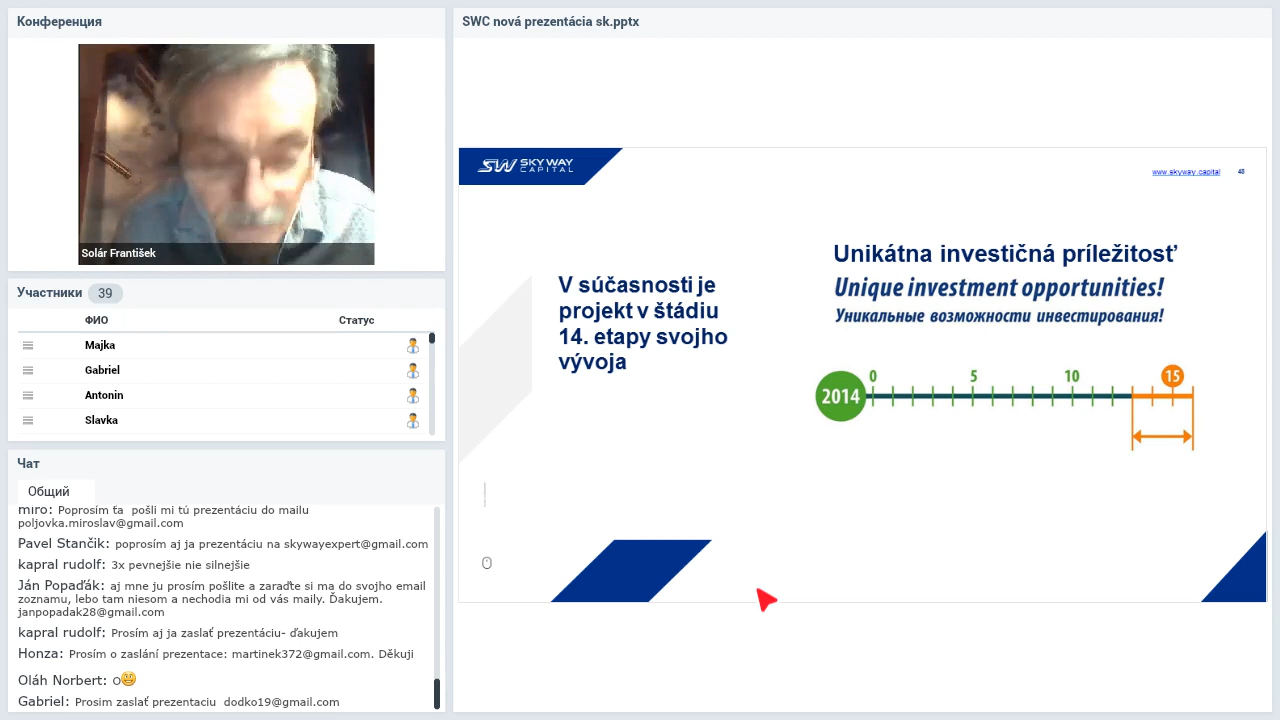 Конференция
Solár František
Участники 39
ФИО Статус
Majka
Gabriel
Antonin
Slavka
Чат
Общий
miro: Poprosím ťa pošli mi tú prezentáciu do mailu
poljovka.miroslav@gmail.com
Pavel Stančik: poprosím aj ja prezentáciu na skywayexpert@gmail.com
kapral rudolf: 3x pevnejšie nie silnejšie
Ján Popaďák: aj mne ju prosím pošlite a zaraďte si ma do svojho email
zoznamu, lebo tam niesom a nechodia mi od vás maily. Ďakujem.
janpopadak28@gmail.com
kapral rudolf: Prosím aj ja zaslať prezentáciu- ďakujem
Honza: Prosím o zaslání prezentace: martinek372@gmail.com. Děkuji
Oláh Norbert: O
Gabriel: Prosim zaslať prezentaciu dodko19@gmail.com
SWC nová prezentácia sk.pptx
SW SKY WAY
CAPITAL
www.skyway.capital 48
V súčasnosti je
projekt v štádiu
14. etapy svojho
vývoja
Unikátna investičná príležitosť
Unique investment opportunities!
Уникальные возможности инвестирования!
2014 0 5 10 15